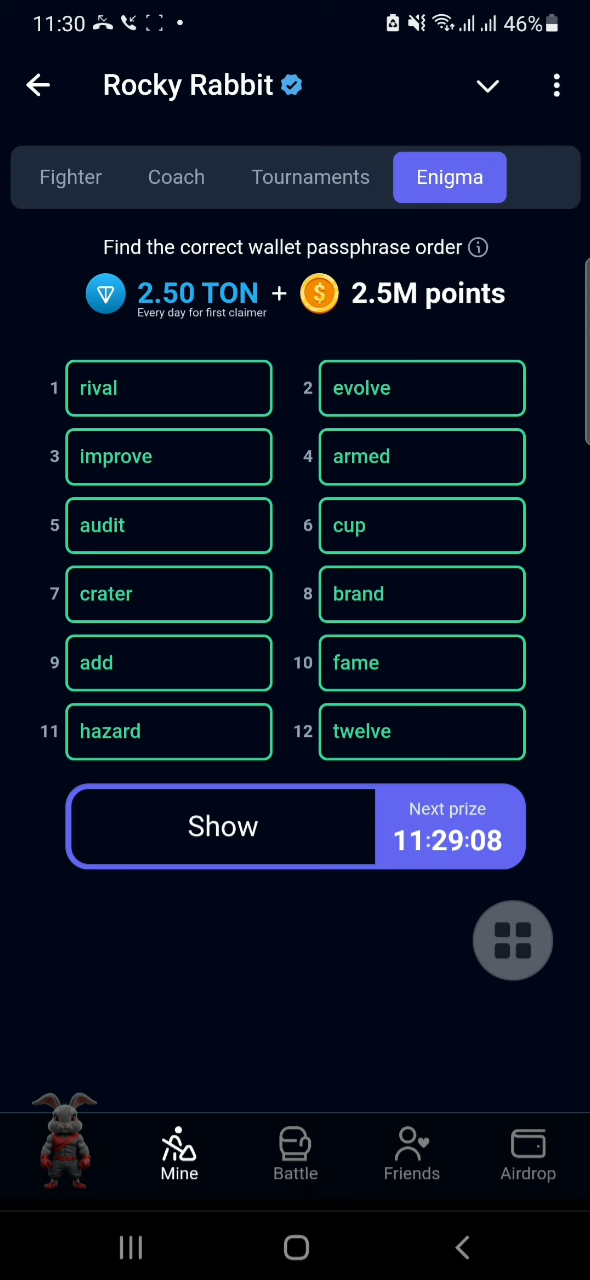 11:30 46%
Rocky Rabbit
Fighter Coach Tournaments Enigma
Find the correct wallet passphrase order
2.50 TON + 2.5M points
Every day for first claimer
1 rival 2 evolve
3 improve 4 armed
5 audit 6 cup
7 crater 8 brand
9 add 10 fame
11 hazard 12 twelve
Next prize
Show 11:29:08
Mine Battle Friends Airdrop